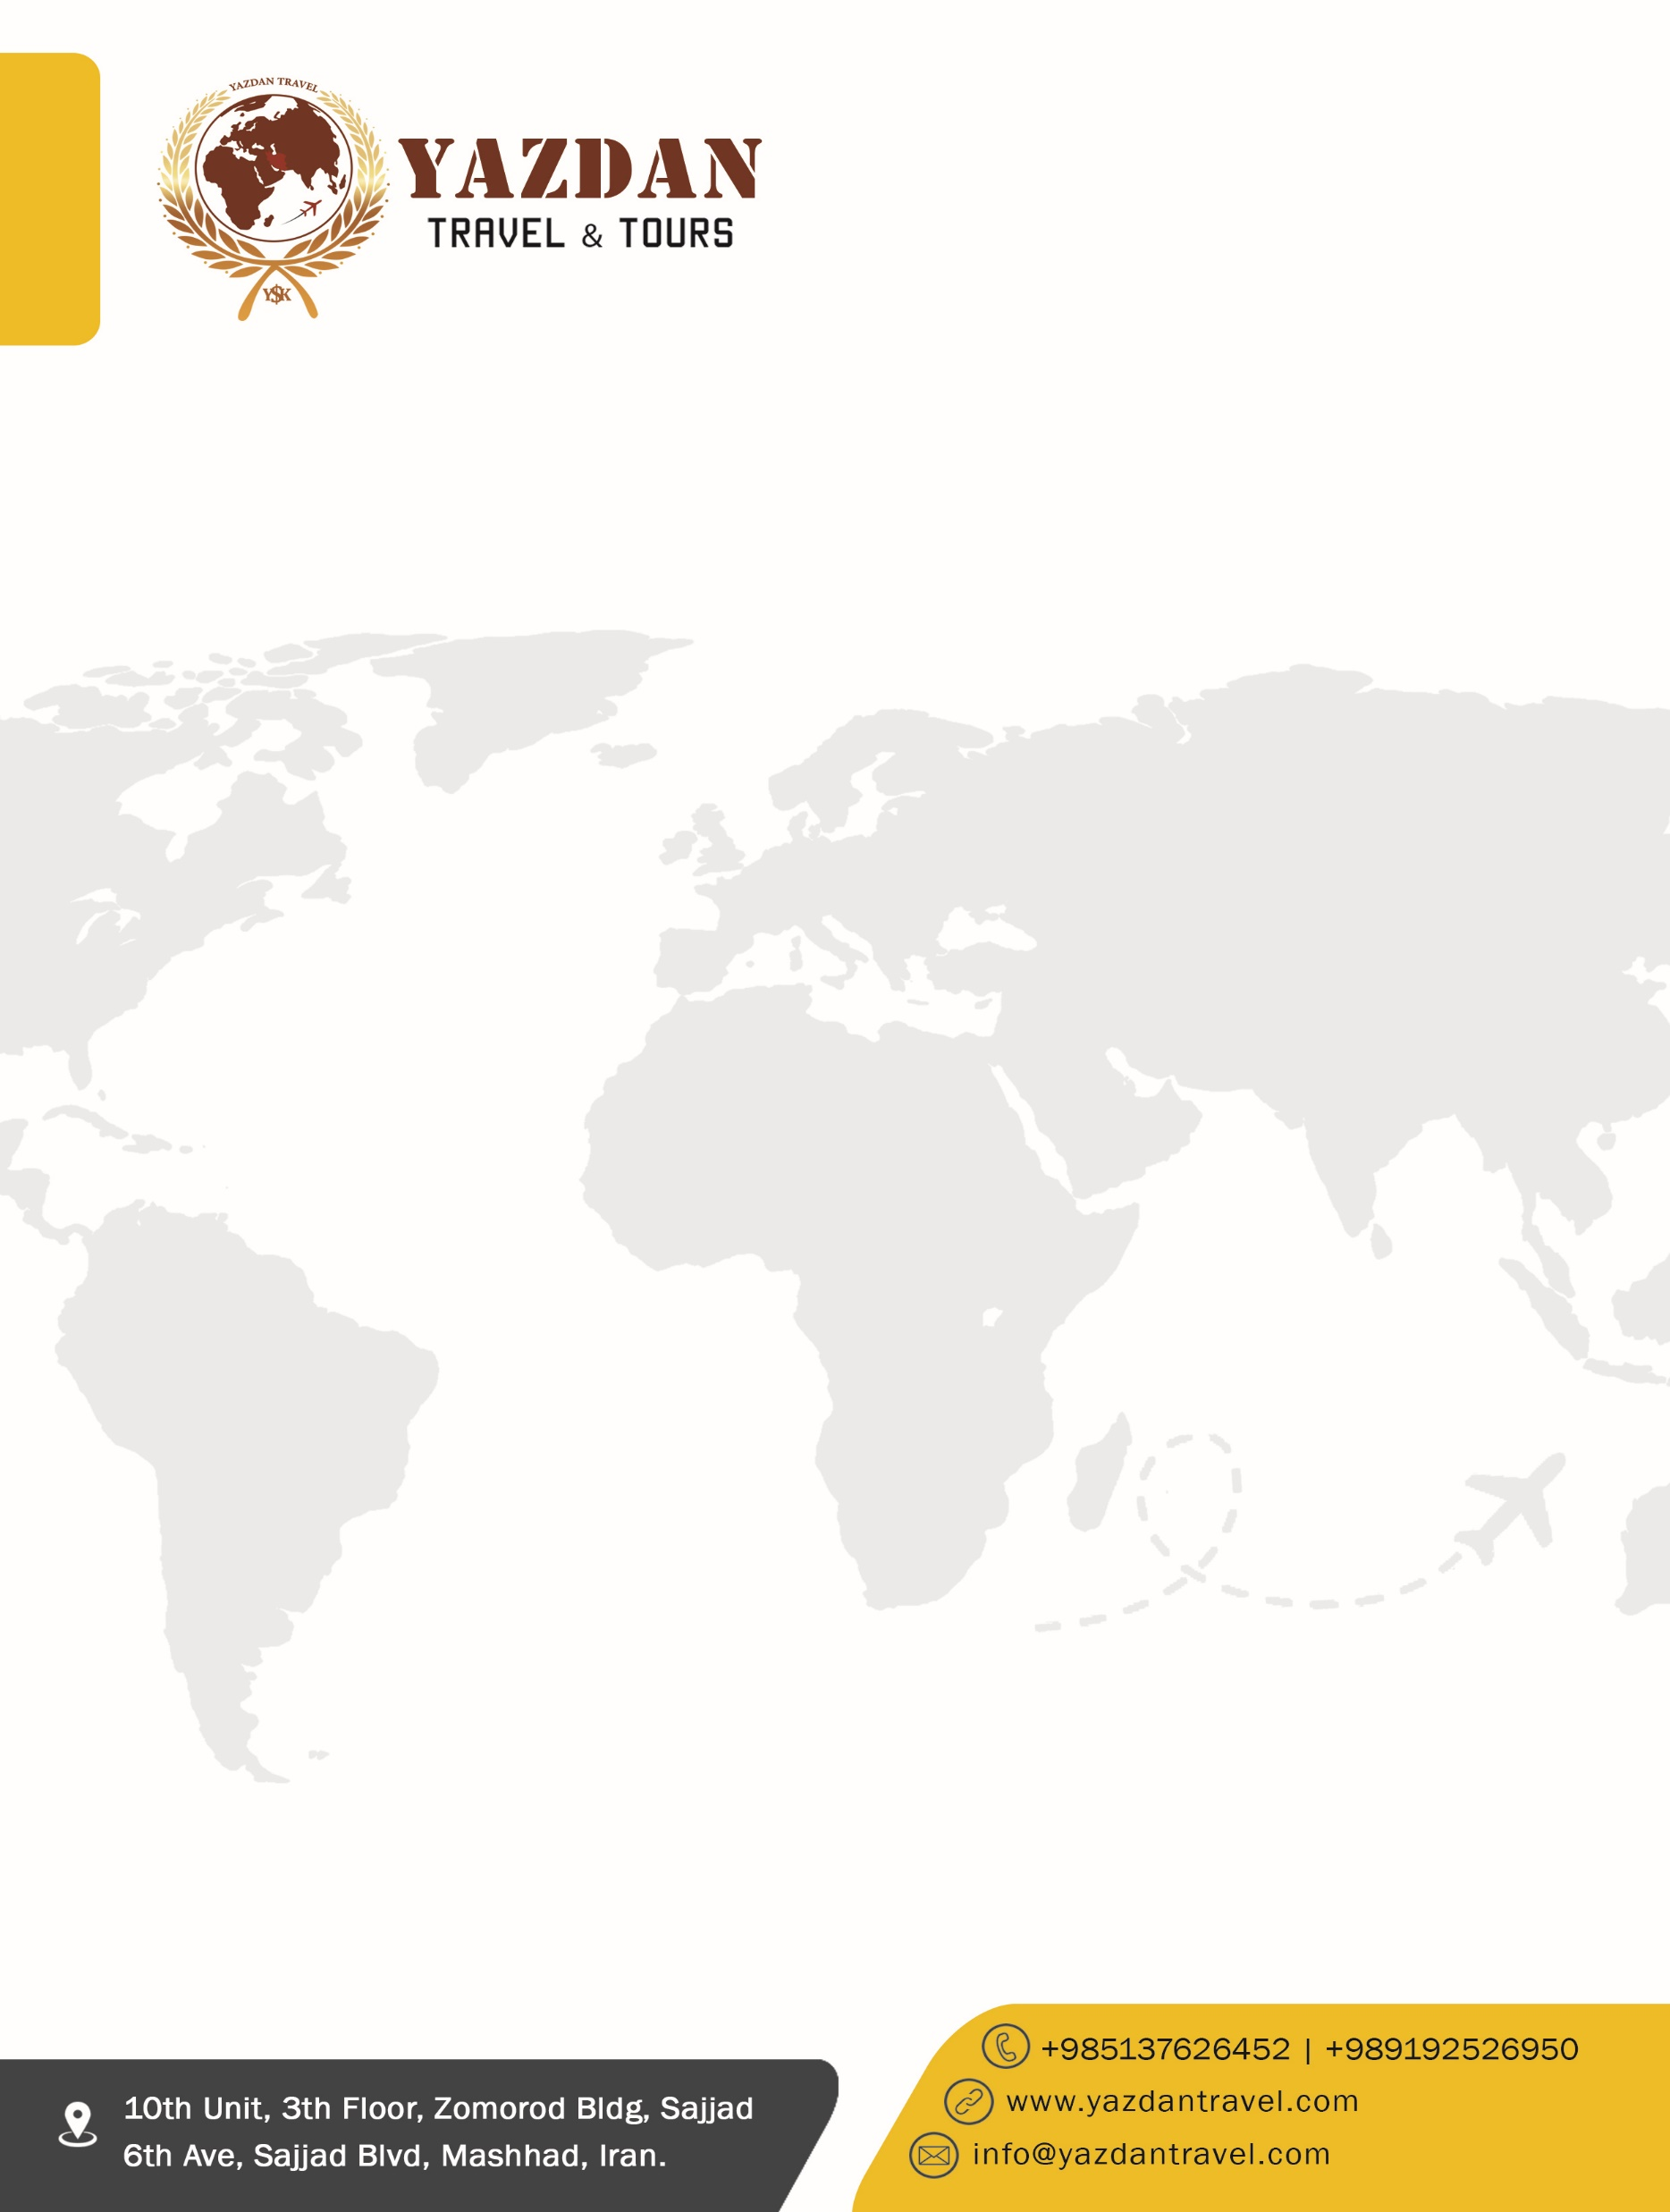 YAZDAN TRAVEL
YAZDAN
TRAVEL & TOURS
Y$K
+985137626452 | +989192526950
www.yazdantravel.com
info@yazdantravel.com
10th Unit, 3th Floor, Zomorod Bldg, Sajjad
6th Ave, Sajjad Blvd, Mashhad, Iran.